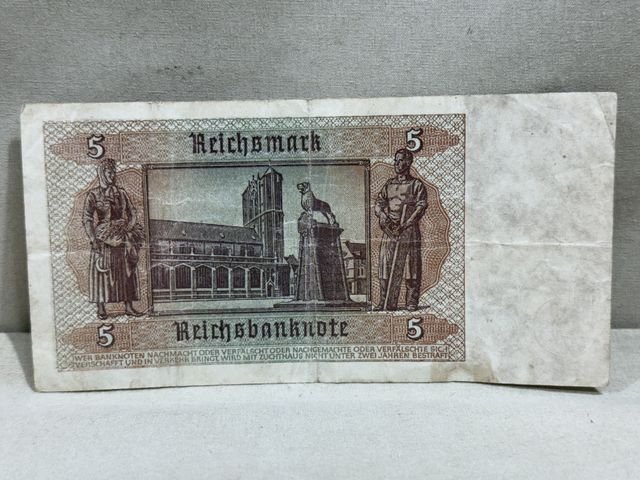 5 Reichsmark 5
5 Reichsbanknote 5
WER BANKNOTEN NACHMACHT ODER VERFÄLSCHT ODER NACHGEMACHTE ODER VERFÄLSCHTE SICH
VERSCHAFFT UND IN VERKEHR BRINGT, WIRD MIT ZUCHTHAUS NICHT UNTER ZWEI JAHREN BESTRAFT